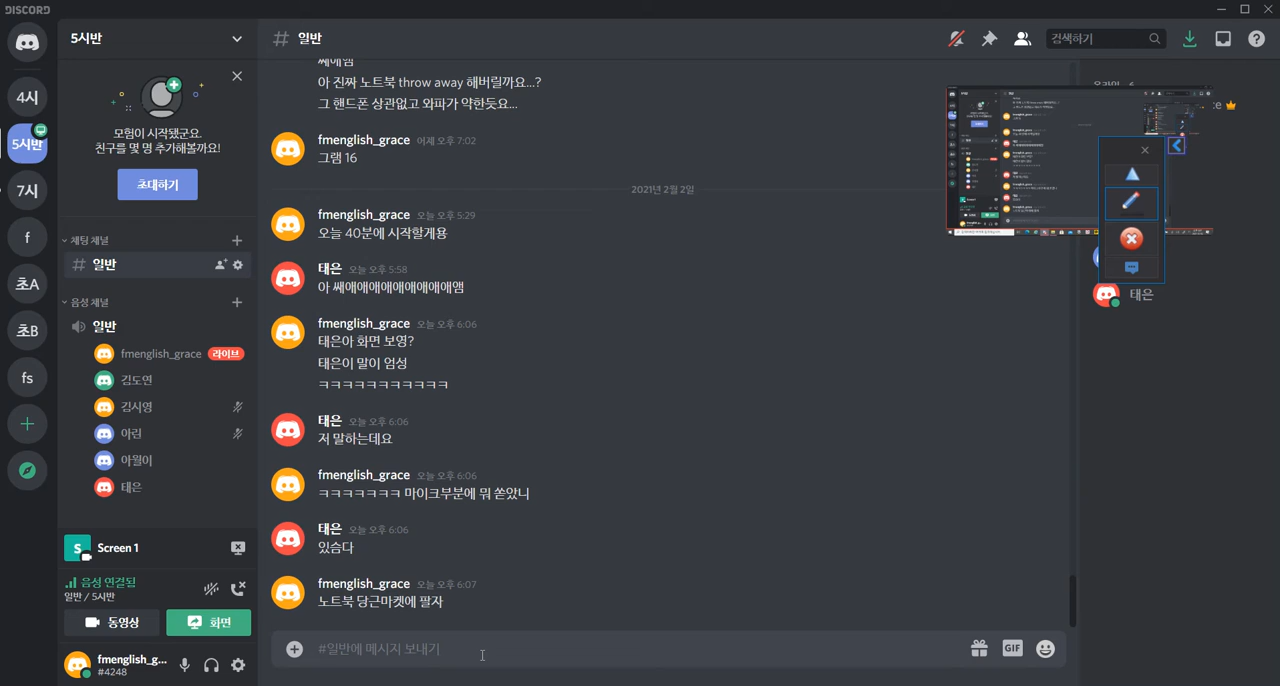 DISCORD
5시반
# 일반
검색하기
모험이 시작됐군요.
친구를 몇 명 추가해볼까요!
초대하기
4시
5시반
7시
f
초A
초B
fs
채팅 채널
# 일반
음성 채널
일반
fmenglish_grace 라이브
김도연
김시영
아림
아월이
태은
S Screen 1
음성 연결됨
일반 / 5시반
동영상
화면
fmenglish_g...
#4248
쎄에엠
아 진짜 노트북 throw away 해버릴까요...?
그 핸드폰 상관없고 와파가 약한듯요...
fmenglish_grace 어제 오후 7:02
그램 16
2021년 2월 2일
fmenglish_grace 오늘 오후 5:29
오늘 40분에 시작할게용
태은 오늘 오후 5:58
아 쎄애애애애애애애애애앰
fmenglish_grace 오늘 오후 6:06
태은아 화면 보영?
태은이 말이 엄성
ㅋㅋㅋㅋㅋㅋㅋㅋㅋㅋㅋ
태은 오늘 오후 6:06
저 말하는데요
fmenglish_grace 오늘 오후 6:06
ㅋㅋㅋㅋㅋㅋㅋ 마이크부분에 뭐 쏟았니
태은 오늘 오후 6:06
있슴다
fmenglish_grace 오늘 오후 6:07
노트북 당근마켓에 팔자
#일반에 메시지 보내기
GIF
태은